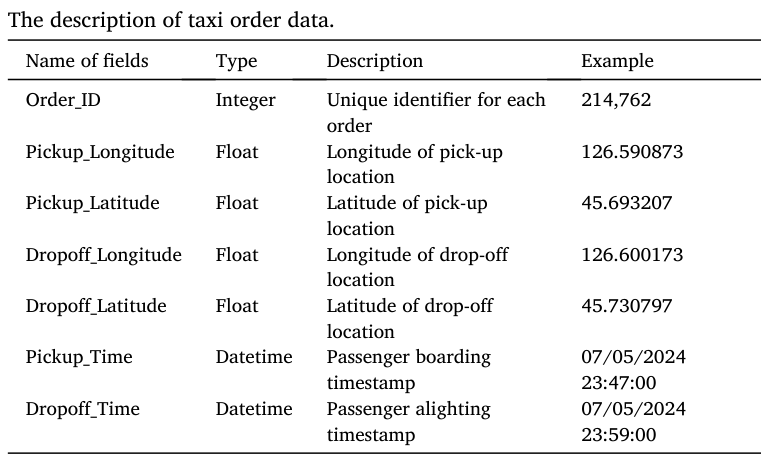 The description of taxi order data.
Name of fields Type Description Example
Order_ID Integer Unique identifier for each 214,762
order
Pickup_Longitude Float Longitude of pick-up 126.590873
location
Pickup_Latitude Float Latitude of pick-up 45.693207
location
Dropoff_Longitude Float Longitude of drop-off 126.600173
location
Dropoff_Latitude Float Latitude of drop-off 45.730797
location
Pickup_Time Datetime Passenger boarding 07/05/2024
timestamp 23:47:00
Dropoff_Time Datetime Passenger alighting 07/05/2024
timestamp 23:59:00